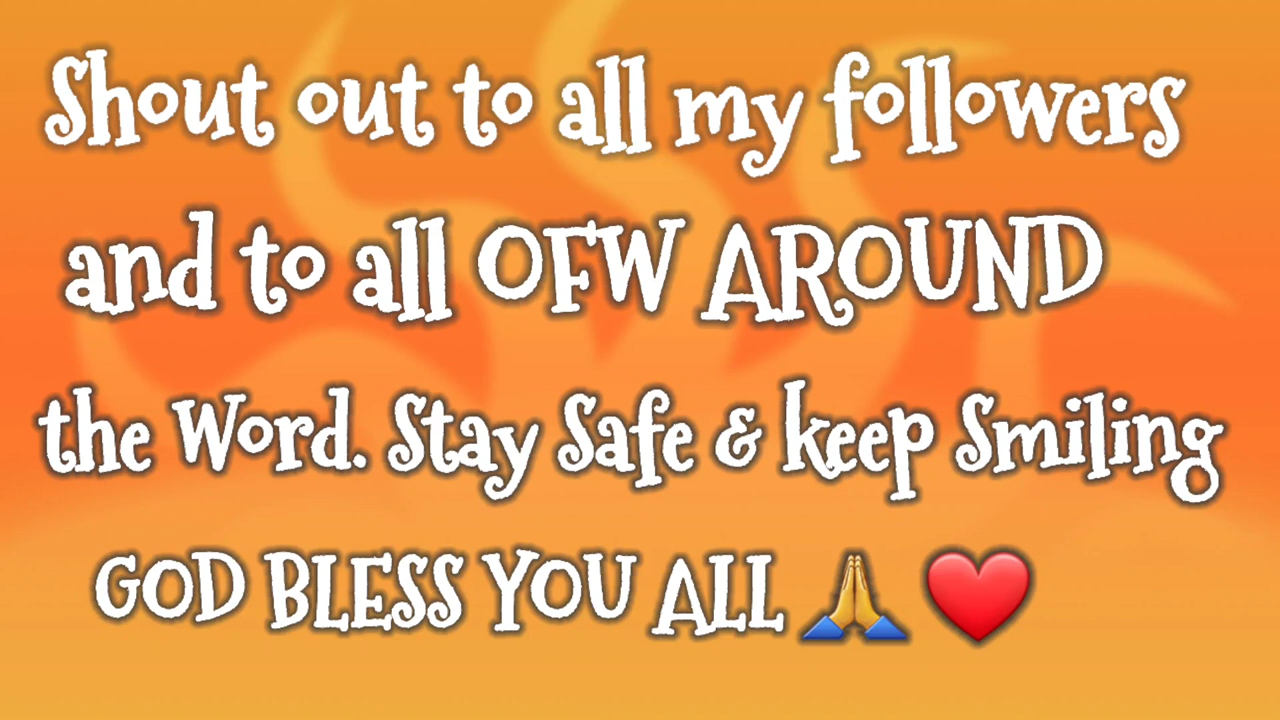 Shout out to all my followers
and to all OFW AROUND
the Word. Stay Safe & keep Smiling
GOD BLESS YOU ALL 🙏 ❤️